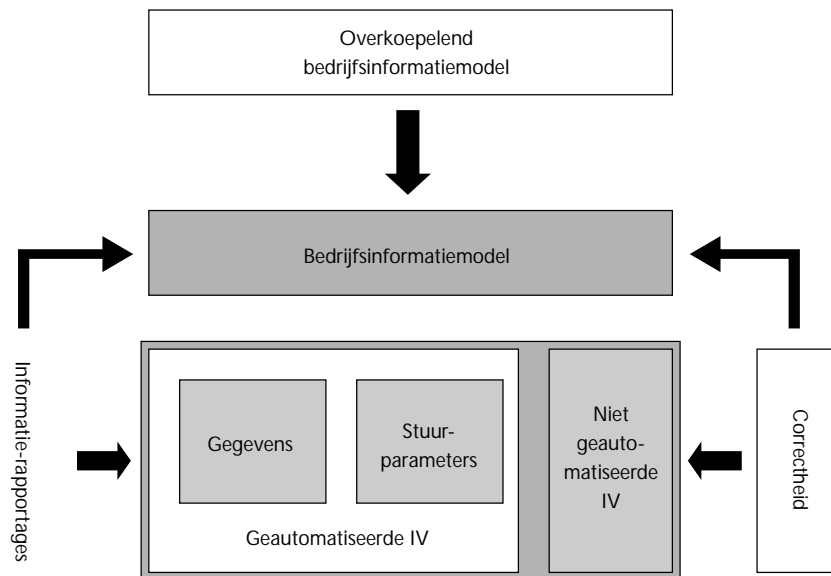 Overkoepelend
bedrijfsinformatiemodel
Bedrijfsinformatiemodel
Informatie-rapportages
Gegevens
Stuur-
parameters
Geautomatiseerde IV
Niet
geauto-
matiseerde
IV
Correctheid